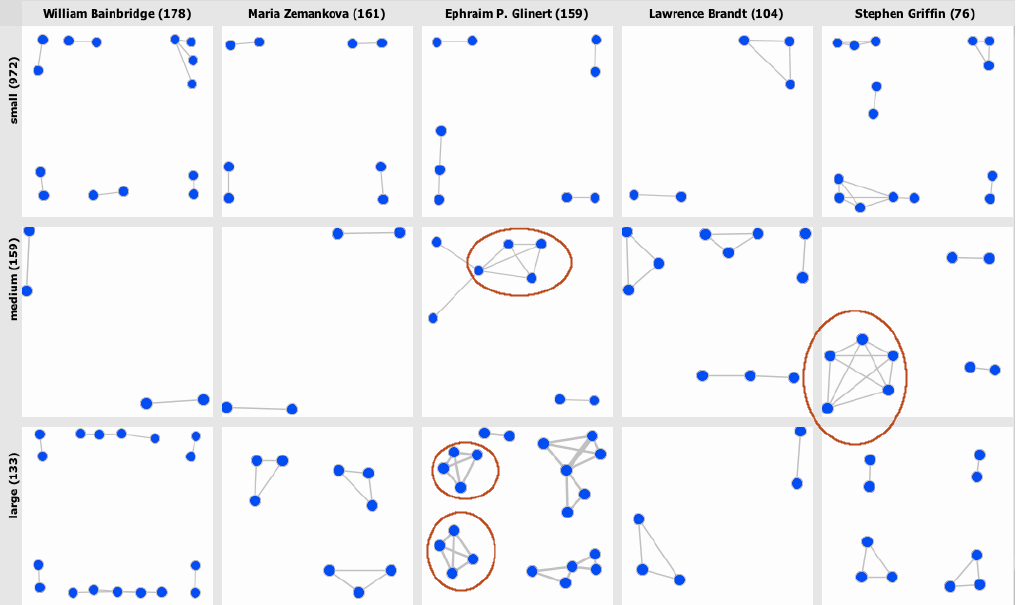 William Bainbridge (178) Maria Zemankova (161) Ephraim P. Glinert (159) Lawrence Brandt (104) Stephen Griffin (76)
small (972)
medium (159)
large (133)